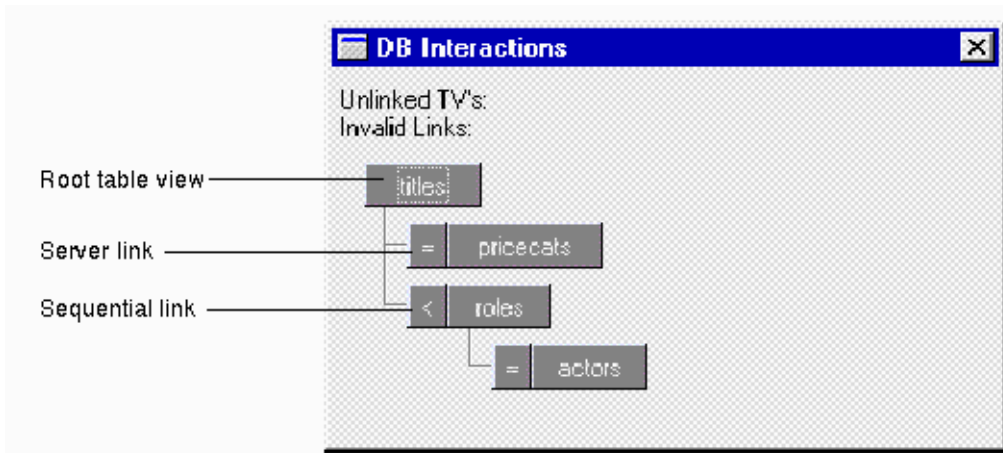 DB Interactions
Unlinked TV's:
Invalid Links:
Root table view
titles
Server link
= pricecats
Sequential link
< roles
= actors